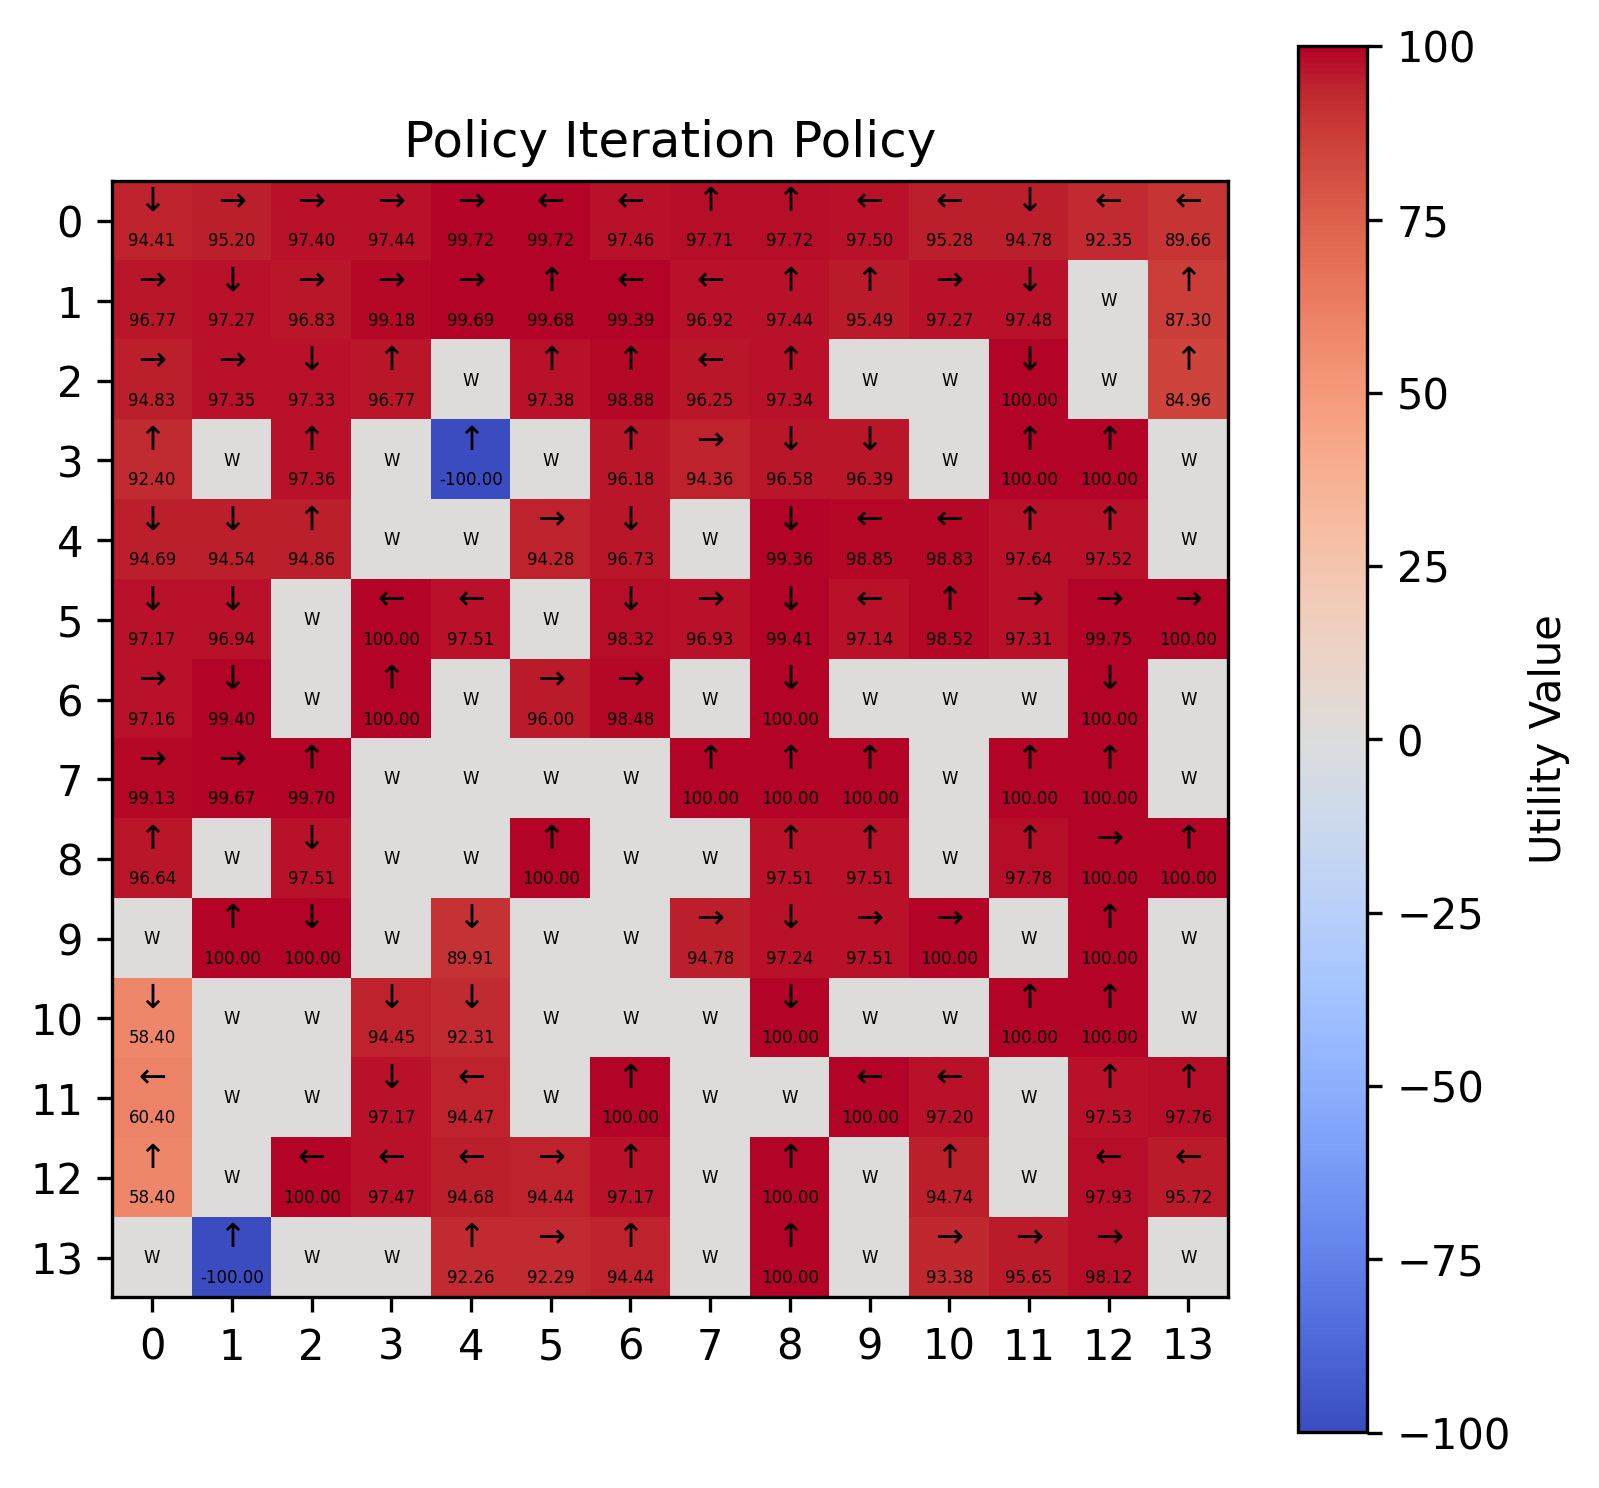 Policy Iteration Policy
0 ↓ → → → → ← ← ↑ ↑ ← ← ↓ ← ←
94.41 95.20 97.40 97.44 99.72 99.72 97.46 97.71 97.72 97.50 95.28 94.78 92.35 89.66
1 → ↓ → → → ↑ ← ← ↑ ↑ → ↓ W ↑
96.77 97.27 96.83 99.18 99.69 99.68 99.39 96.92 97.44 95.49 97.27 97.48 87.30
2 → → ↓ ↑ W ↑ ↑ ← ↑ W W ↓ W ↑
94.83 97.35 97.33 96.77 97.38 98.88 96.25 97.34 100.00 84.96
3 ↑ W ↑ W ↑ W ↑ → ↓ ↓ W ↑ ↑ W
92.40 97.36 -100.00 96.18 94.36 96.58 96.39 100.00 100.00
4 ↓ ↓ ↑ W W → ↓ W ↓ ← ← ↑ ↑ W
94.69 94.54 94.86 94.28 96.73 99.36 98.85 98.83 97.64 97.52
5 ↓ ↓ W ← ← W ↓ → ↓ ← ↑ → → →
97.17 96.94 100.00 97.51 98.32 96.93 99.41 97.14 98.52 97.31 99.75 100.00
6 → ↓ W ↑ W → → W ↓ W W W ↓ W
97.16 99.40 100.00 96.00 98.48 100.00 100.00
7 → → ↑ W W W W ↑ ↑ ↑ W ↑ ↑ W
99.13 99.67 99.70 100.00 100.00 100.00 100.00 100.00
8 ↑ W ↓ W W ↑ W W ↑ ↑ W ↑ → ↑
96.64 97.51 100.00 97.51 97.51 97.78 100.00 100.00
9 W ↑ ↓ W ↓ W W → ↓ → → W ↑ W
100.00 100.00 89.91 94.78 97.24 97.51 100.00 100.00
10 ↓ W W ↓ ↓ W W W ↓ W W ↑ ↑ W
58.40 94.45 92.31 100.00 100.00 100.00
11 ← W W ↓ ← W ↑ W W ← ← W ↑ ↑
60.40 97.17 94.47 100.00 100.00 97.20 97.53 97.76
12 ↑ W ← ← ← → ↑ W ↑ W ↑ W ← ←
58.40 100.00 97.47 94.68 94.44 97.17 100.00 94.74 97.93 95.72
13 W ↑ W W ↑ → ↑ W ↑ W → → → W
-100.00 92.26 92.29 94.44 100.00 93.38 95.65 98.12
0 1 2 3 4 5 6 7 8 9 10 11 12 13
100
75
50
25
0
−25
−50
−75
−100
Utility Value